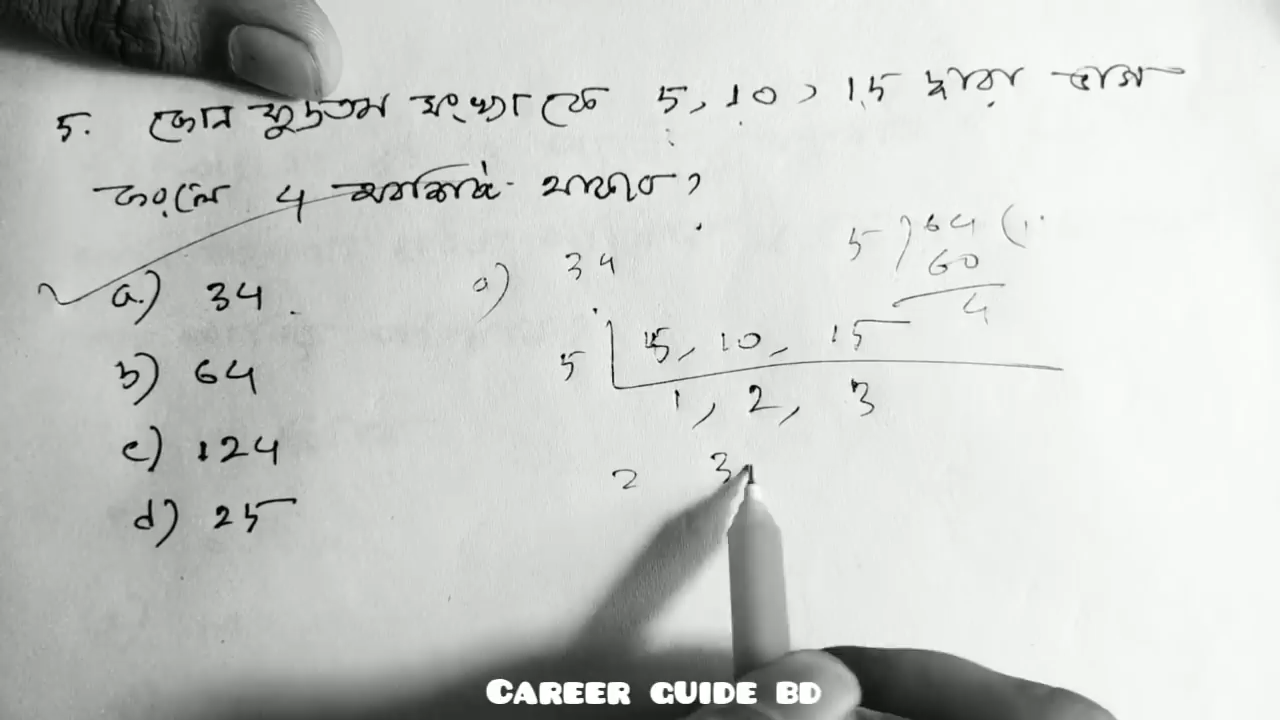 5. কোন ক্ষুদ্রতম সংখ্যাকে 5, 10, 15 দ্বারা ভাগ
করলে 4 অবশিষ্ট থাকবে?
a.) 34
b) 64
c) 124
d) 25
a) 34
5 ) 64 ( 1
60
4
5 | 5, 10, 15
1, 2, 3
2 3
CAREER GUIDE BD